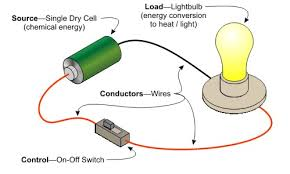 Source—Single Dry Cell
(chemical energy)
Load—Lightbulb
(energy conversion
to heat / light)
Conductors—Wires
Control—On-Off Switch